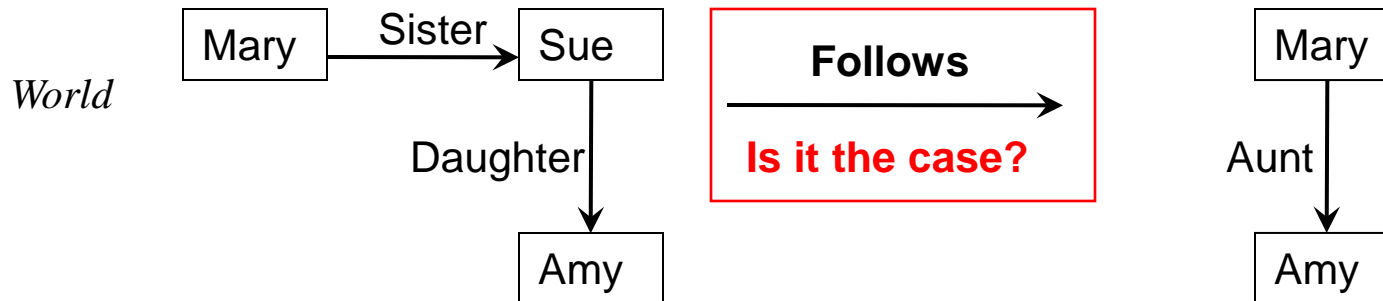 World
Mary
Sister
Sue
Daughter
Amy
Follows
Is it the case?
Mary
Aunt
Amy